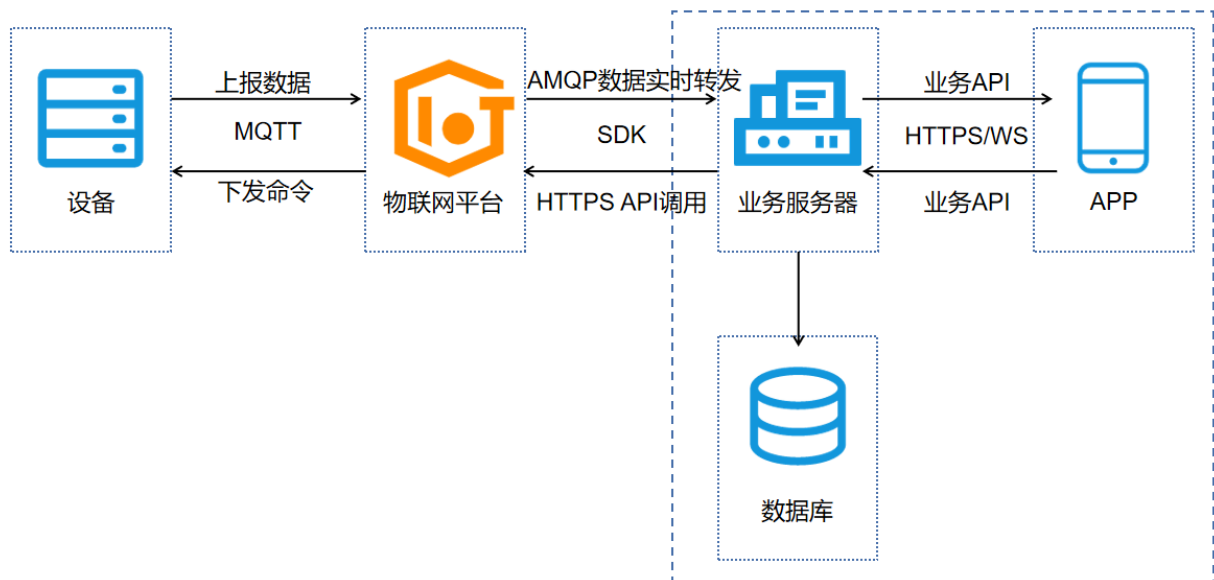 上报数据
MQTT
下发命令
设备
IOT
物联网平台
AMQP数据实时转发
SDK
HTTPS API调用
业务服务器
业务API
HTTPS/WS
业务API
APP
数据库